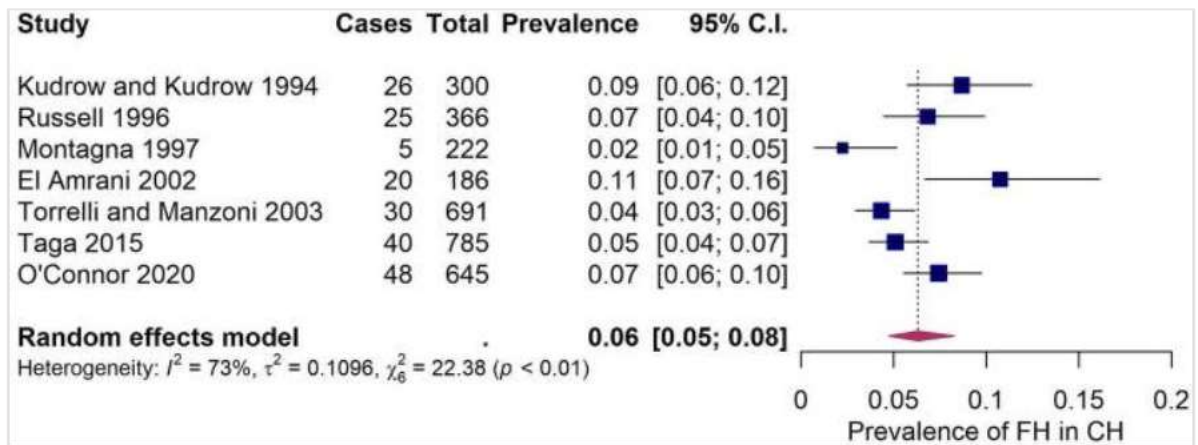 Study Cases Total Prevalence 95% C.I.
Kudrow and Kudrow 1994 26 300 0.09 [0.06; 0.12]
Russell 1996 25 366 0.07 [0.04; 0.10]
Montagna 1997 5 222 0.02 [0.01; 0.05]
El Amrani 2002 20 186 0.11 [0.07; 0.16]
Torrelli and Manzoni 2003 30 691 0.04 [0.03; 0.06]
Taga 2015 40 785 0.05 [0.04; 0.07]
O'Connor 2020 48 645 0.07 [0.06; 0.10]
Random effects model . 0.06 [0.05; 0.08]
Heterogeneity: I² = 73%, τ² = 0.1096, χ²₆ = 22.38 (p < 0.01)
0 0.05 0.1 0.15 0.2
Prevalence of FH in CH